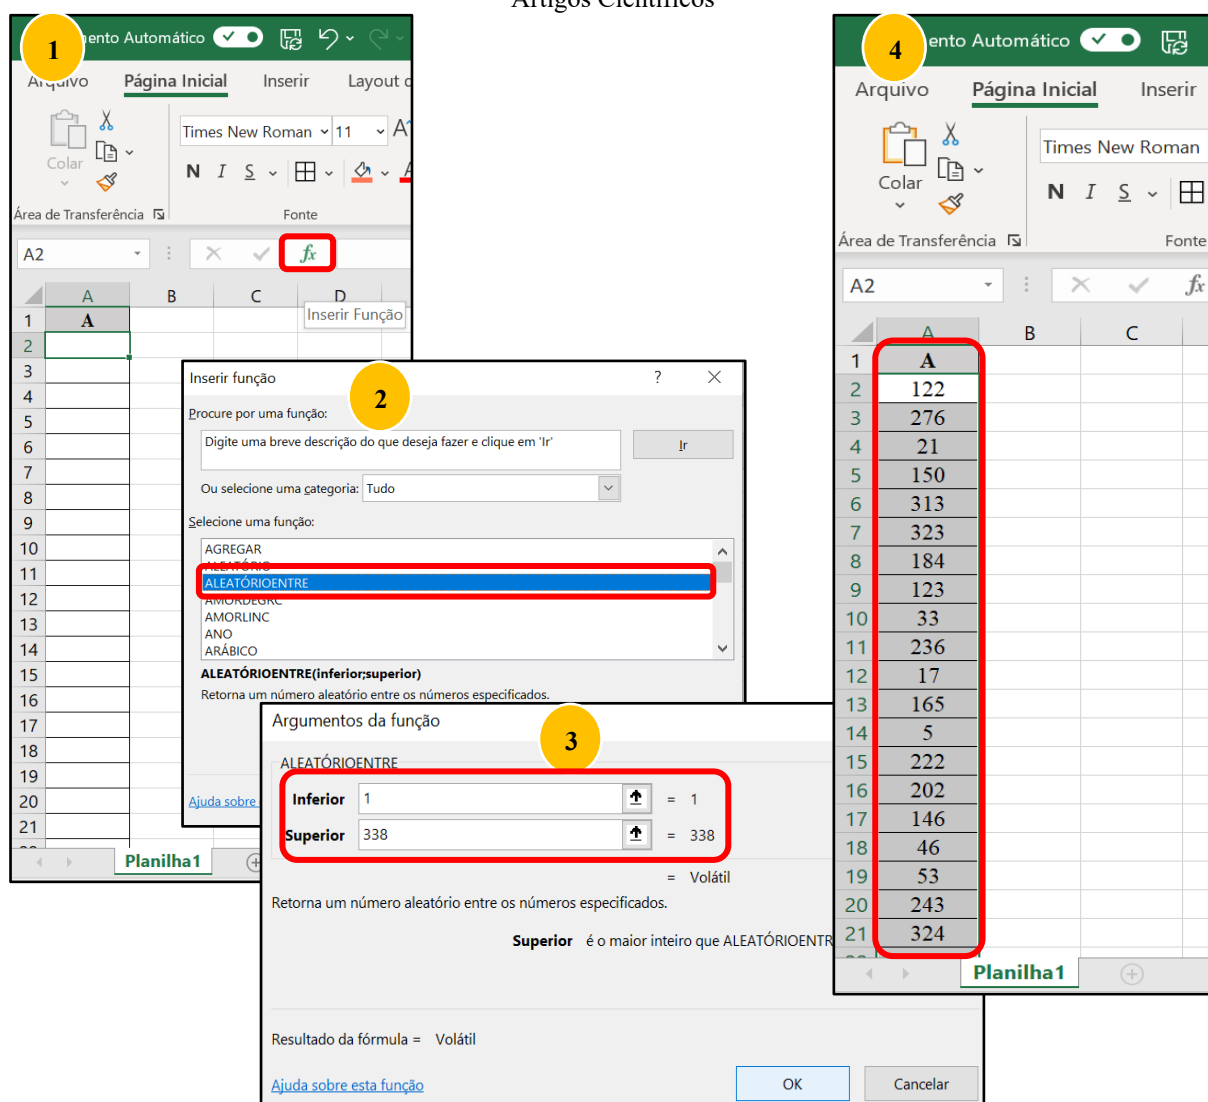 Artigos Científicos
1
ento Automático
Arquivo Página Inicial Inserir Layout
Colar
Times New Roman 11 A
N I S A
Área de Transferência Fonte
A2 fx
A B C D
Inserir Função
1 A
2
3
4
5
6
7
8
9
10
11
12
13
14
15
16
17
18
19
20
21
Planilha1
2
Inserir função ? X
Procure por uma função:
Digite uma breve descrição do que deseja fazer e clique em 'Ir'
Ir
Ou selecione uma categoria: Tudo
Selecione uma função:
AGREGAR
ALEATÓRIO
ALEATÓRIOENTRE
AMORDEGRC
AMORLINC
ANO
ARÁBICO
ALEATÓRIOENTRE(inferior;superior)
Retorna um número aleatório entre os números especificados.
Ajuda sobre
3
Argumentos da função
ALEATÓRIOENTRE
Inferior 1 = 1
Superior 338 = 338
= Volátil
Retorna um número aleatório entre os números especificados.
Superior é o maior inteiro que ALEATÓRIOENTR
Resultado da fórmula = Volátil
Ajuda sobre esta função
OK Cancelar
4
ento Automático
Arquivo Página Inicial Inserir
Colar
Times New Roman
N I S
Área de Transferência Fonte
A2 fx
A B C
1 A
2 122
3 276
4 21
5 150
6 313
7 323
8 184
9 123
10 33
11 236
12 17
13 165
14 5
15 222
16 202
17 146
18 46
19 53
20 243
21 324
Planilha1